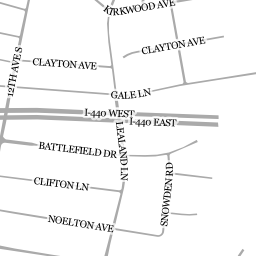 KIRKWOOD AVE
CLAYTON AVE
CLAYTON AVE
12TH AVE S
GALE LN
I-440 WEST
I-440 EAST
LEALAND LN
BATTLEFIELD DR
CLIFTON LN
SNOWDEN RD
NOELTON AVE